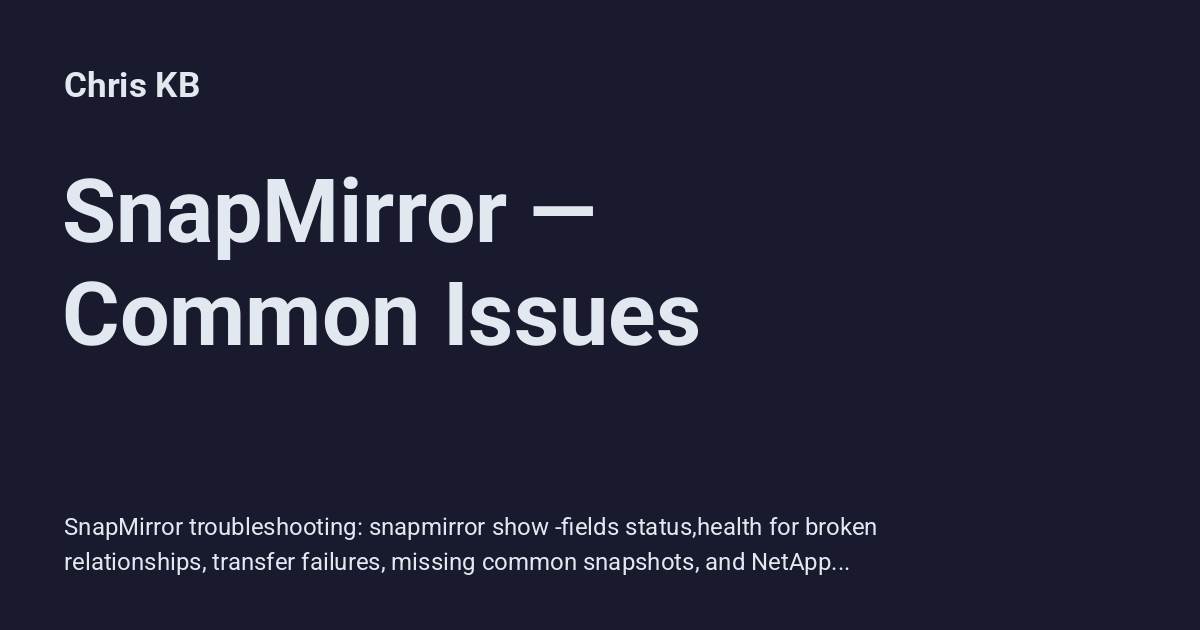 Chris KB
SnapMirror —
Common Issues
SnapMirror troubleshooting: snapmirror show -fields status,health for broken
relationships, transfer failures, missing common snapshots, and NetApp...